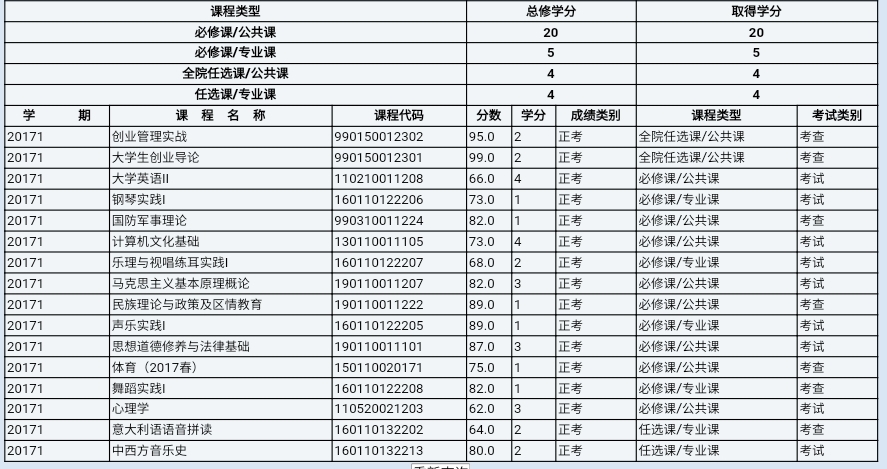 课程类型 总修学分 取得学分
必修课/公共课 20 20
必修课/专业课 5 5
全院任选课/公共课 4 4
任选课/专业课 4 4
学 期 课 程 名 称 课程代码 分数 学分 成绩类别 课程类型 考试类别
20171 创业管理实战 990150012302 95.0 2 正考 全院任选课/公共课 考查
20171 大学生创业导论 990150012301 99.0 2 正考 全院任选课/公共课 考查
20171 大学英语II 110210011208 66.0 4 正考 必修课/公共课 考试
20171 钢琴实践I 160110122206 73.0 1 正考 必修课/专业课 考试
20171 国防军事理论 990310011224 82.0 1 正考 必修课/公共课 考查
20171 计算机文化基础 130110011105 73.0 4 正考 必修课/公共课 考试
20171 乐理与视唱练耳实践I 160110122207 68.0 2 正考 必修课/专业课 考试
20171 马克思主义基本原理概论 190110011207 82.0 3 正考 必修课/公共课 考试
20171 民族理论与政策及区情教育 190110011222 89.0 1 正考 必修课/公共课 考查
20171 声乐实践I 160110122205 89.0 1 正考 必修课/专业课 考试
20171 思想道德修养与法律基础 190110011101 87.0 3 正考 必修课/公共课 考试
20171 体育（2017春） 150110020171 75.0 1 正考 必修课/公共课 考查
20171 舞蹈实践I 160110122208 82.0 1 正考 必修课/专业课 考查
20171 心理学 110520021203 62.0 3 正考 必修课/公共课 考试
20171 意大利语语音拼读 160110132202 64.0 2 正考 任选课/专业课 考查
20171 中西方音乐史 160110132213 80.0 2 正考 任选课/专业课 考试